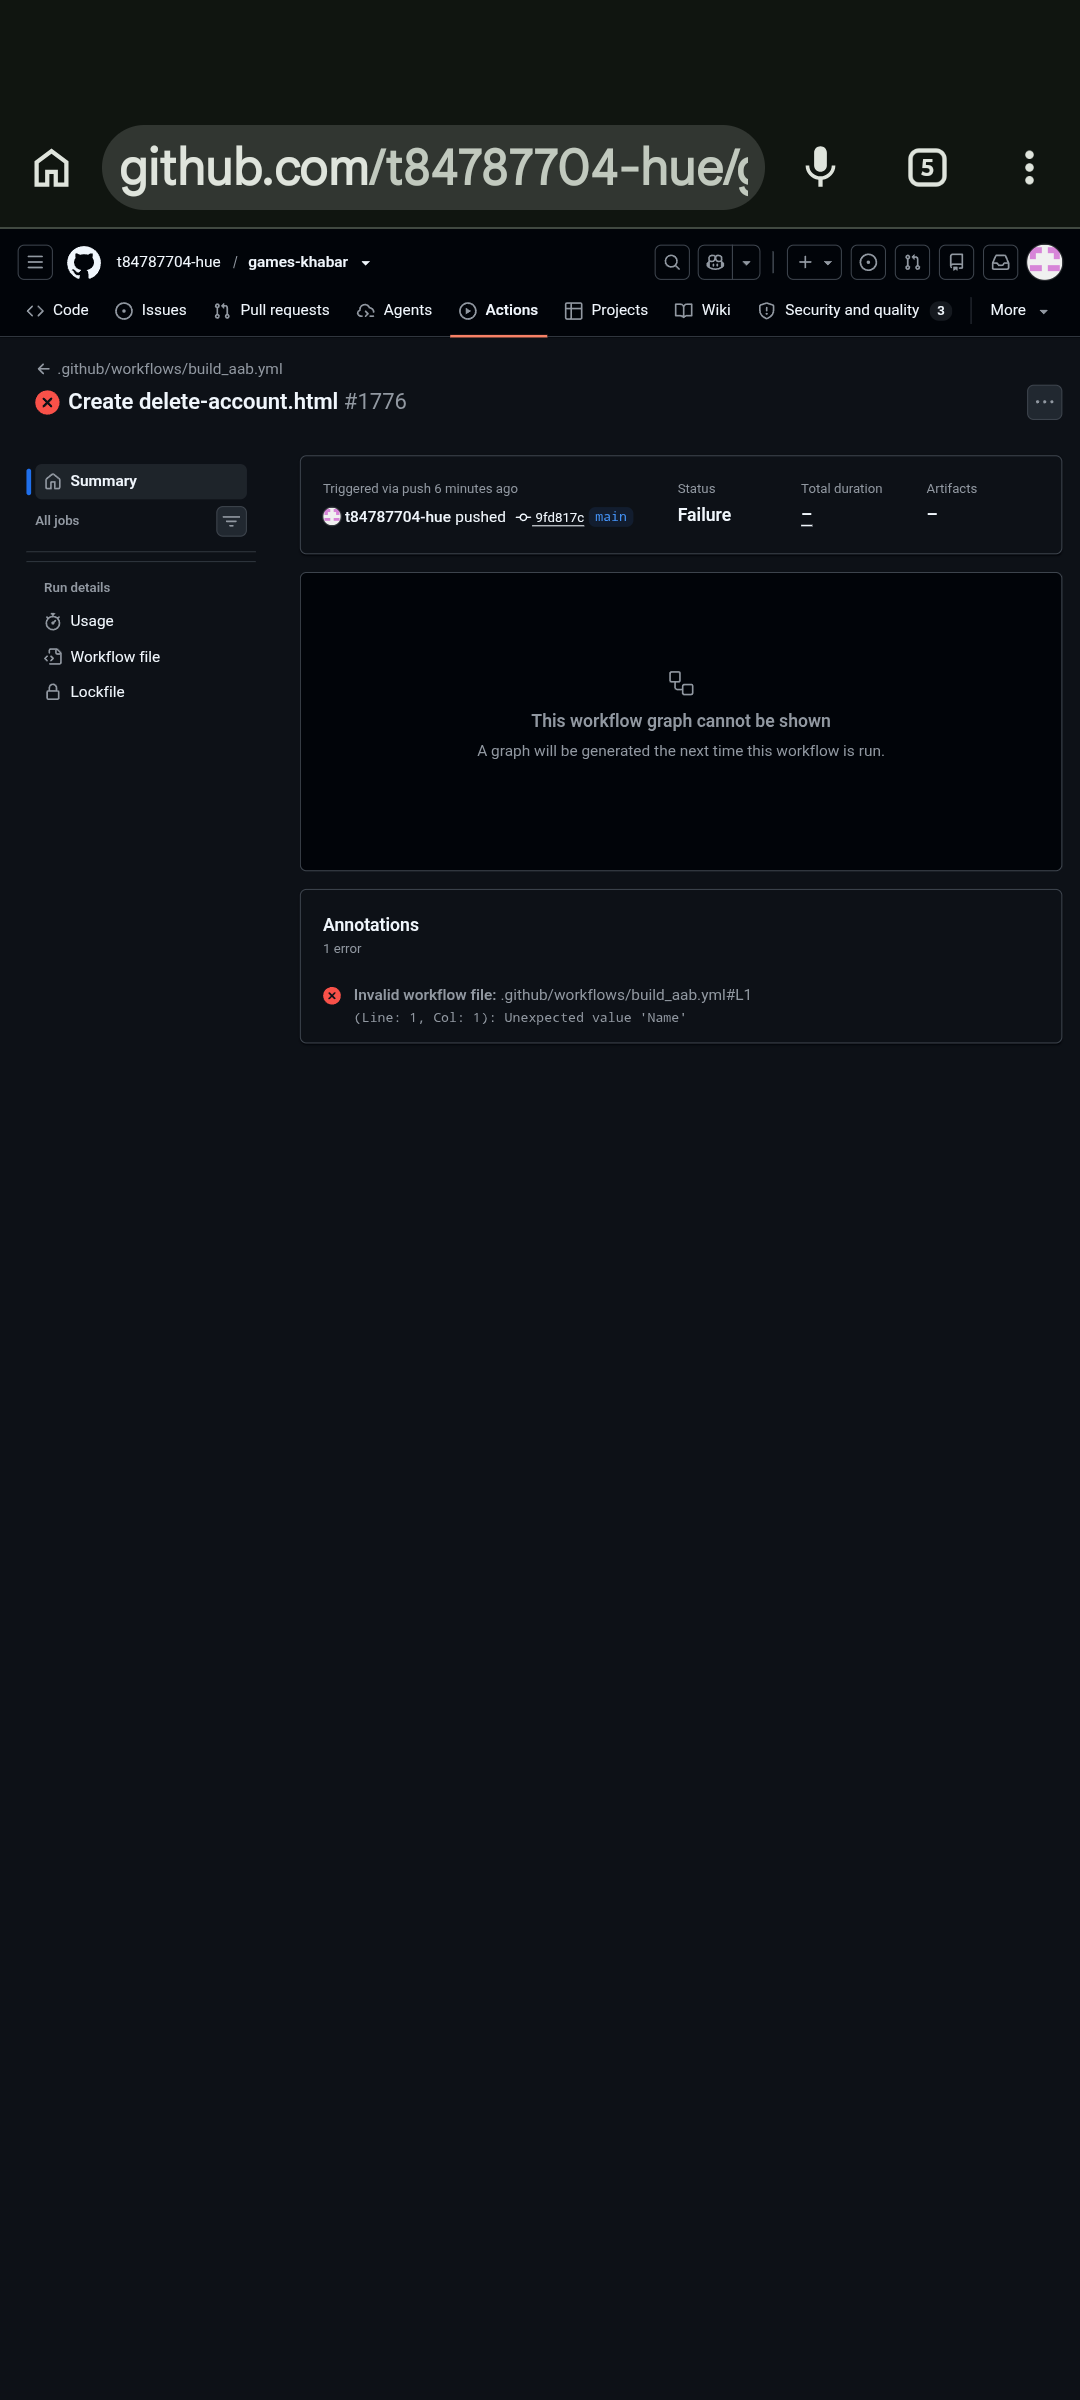 github.com/t84787704-hue/g
5
t84787704-hue / games-khabar
Code Issues Pull requests Agents Actions Projects Wiki Security and quality 3 More
.github/workflows/build_aab.yml
Create delete-account.html #1776
Summary
All jobs
Run details
Usage
Workflow file
Lockfile
Triggered via push 6 minutes ago
t84787704-hue pushed 9fd817c main
Status
Failure
Total duration
–
Artifacts
–
This workflow graph cannot be shown
A graph will be generated the next time this workflow is run.
Annotations
1 error
Invalid workflow file: .github/workflows/build_aab.yml#L1
(Line: 1, Col: 1): Unexpected value 'Name'